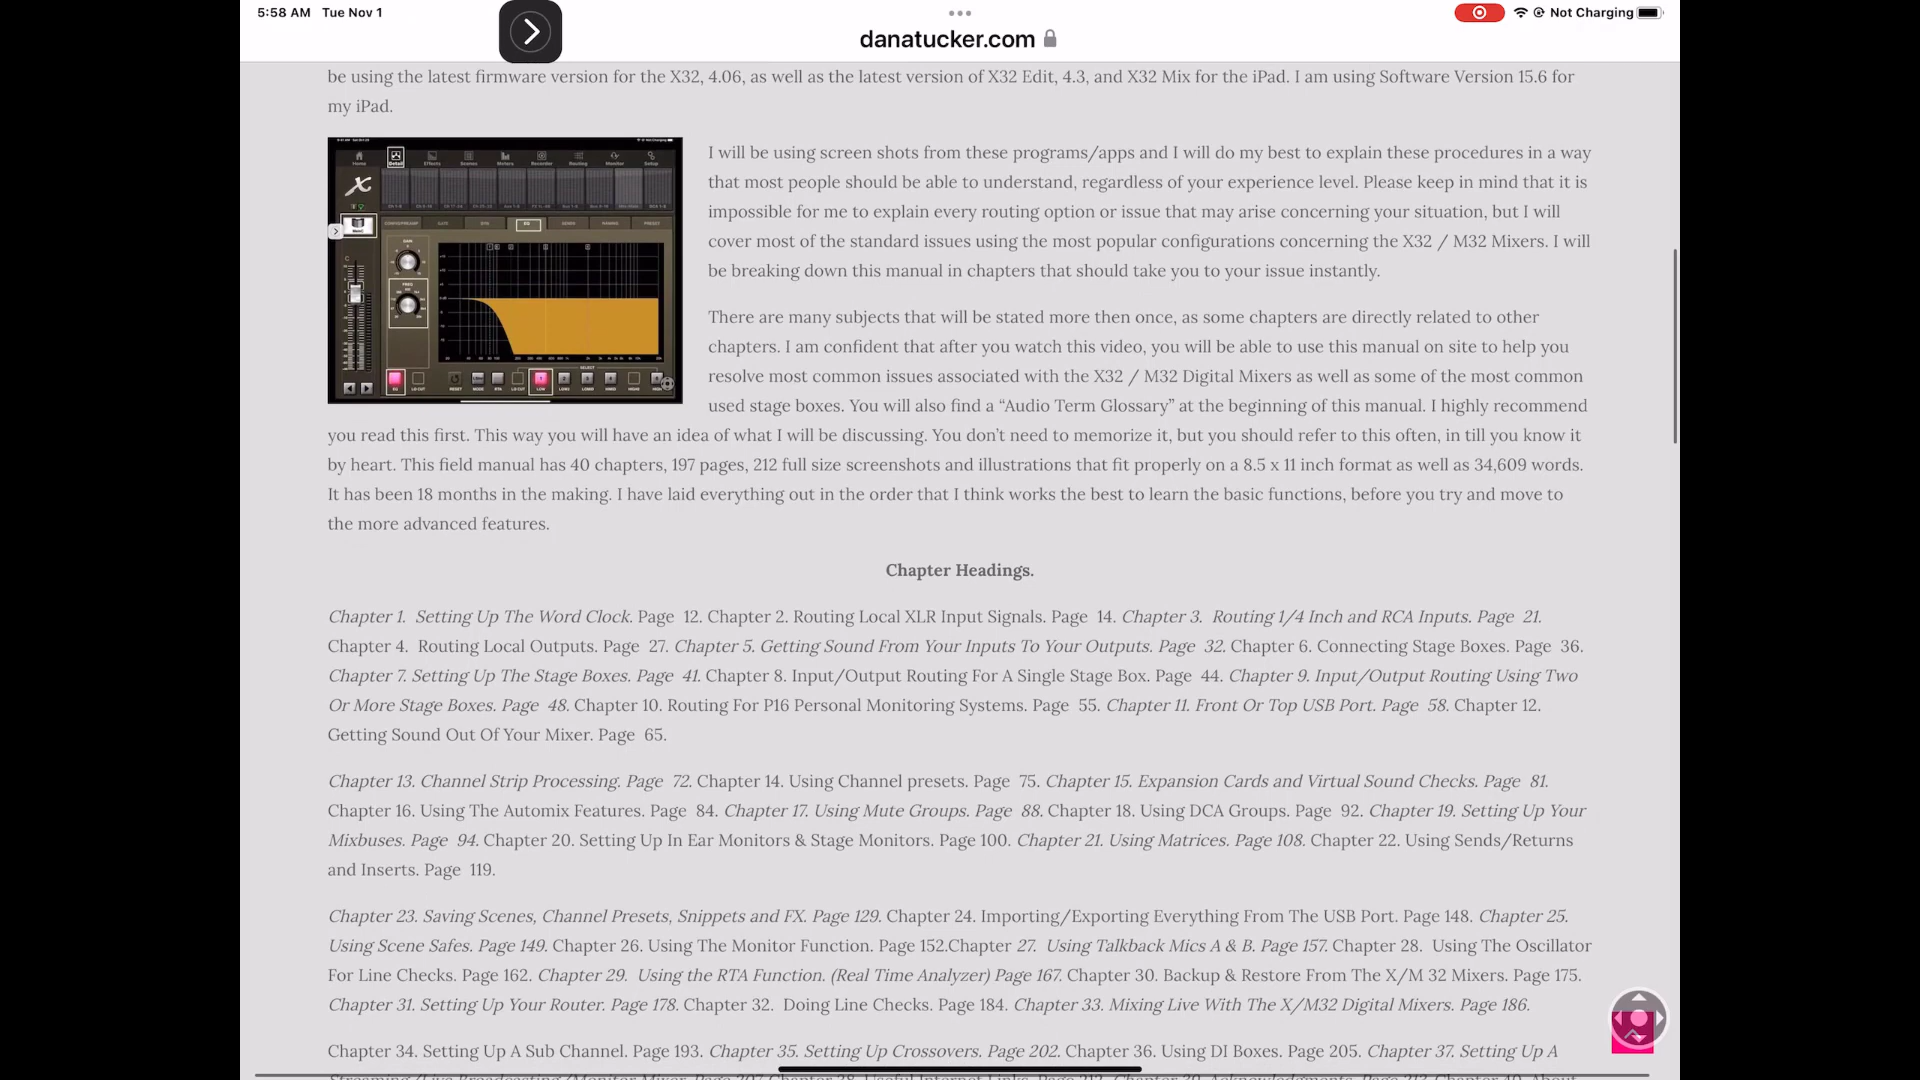 5:58 AM Tue Nov 1
Not Charging
danatucker.com
be using the latest firmware version for the X32, 4.06, as well as the latest version of X32 Edit, 4.3, and X32 Mix for the iPad. I am using Software Version 15.6 for
my iPad.
I will be using screen shots from these programs/apps and I will do my best to explain these procedures in a way
that most people should be able to understand, regardless of your experience level. Please keep in mind that it is
impossible for me to explain every routing option or issue that may arise concerning your situation, but I will
cover most of the standard issues using the most popular configurations concerning the X32 / M32 Mixers. I will
be breaking down this manual in chapters that should take you to your issue instantly.
There are many subjects that will be stated more then once, as some chapters are directly related to other
chapters. I am confident that after you watch this video, you will be able to use this manual on site to help you
resolve most common issues associated with the X32 / M32 Digital Mixers as well as some of the most common
used stage boxes. You will also find a “Audio Term Glossary” at the beginning of this manual. I highly recommend
you read this first. This way you will have an idea of what I will be discussing. You don’t need to memorize it, but you should refer to this often, in till you know it
by heart. This field manual has 40 chapters, 197 pages, 212 full size screenshots and illustrations that fit properly on a 8.5 x 11 inch format as well as 34,609 words.
It has been 18 months in the making. I have laid everything out in the order that I think works the best to learn the basic functions, before you try and move to
the more advanced features.
Chapter Headings.
Chapter 1. Setting Up The Word Clock. Page 12. Chapter 2. Routing Local XLR Input Signals. Page 14. Chapter 3. Routing 1/4 Inch and RCA Inputs. Page 21.
Chapter 4. Routing Local Outputs. Page 27. Chapter 5. Getting Sound From Your Inputs To Your Outputs. Page 32. Chapter 6. Connecting Stage Boxes. Page 36.
Chapter 7. Setting Up The Stage Boxes. Page 41. Chapter 8. Input/Output Routing For A Single Stage Box. Page 44. Chapter 9. Input/Output Routing Using Two
Or More Stage Boxes. Page 48. Chapter 10. Routing For P16 Personal Monitoring Systems. Page 55. Chapter 11. Front Or Top USB Port. Page 58. Chapter 12.
Getting Sound Out Of Your Mixer. Page 65.
Chapter 13. Channel Strip Processing. Page 72. Chapter 14. Using Channel presets. Page 75. Chapter 15. Expansion Cards and Virtual Sound Checks. Page 81.
Chapter 16. Using The Automix Features. Page 84. Chapter 17. Using Mute Groups. Page 88. Chapter 18. Using DCA Groups. Page 92. Chapter 19. Setting Up Your
Mixbuses. Page 94. Chapter 20. Setting Up In Ear Monitors & Stage Monitors. Page 100. Chapter 21. Using Matrices. Page 108. Chapter 22. Using Sends/Returns
and Inserts. Page 119.
Chapter 23. Saving Scenes, Channel Presets, Snippets and FX. Page 129. Chapter 24. Importing/Exporting Everything From The USB Port. Page 148. Chapter 25.
Using Scene Safes. Page 149. Chapter 26. Using The Monitor Function. Page 152.Chapter 27. Using Talkback Mics A & B. Page 157. Chapter 28. Using The Oscillator
For Line Checks. Page 162. Chapter 29. Using the RTA Function. (Real Time Analyzer) Page 167. Chapter 30. Backup & Restore From The X/M 32 Mixers. Page 175.
Chapter 31. Setting Up Your Router. Page 178. Chapter 32. Doing Line Checks. Page 184. Chapter 33. Mixing Live With The X/M32 Digital Mixers. Page 186.
Chapter 34. Setting Up A Sub Channel. Page 193. Chapter 35. Setting Up Crossovers. Page 202. Chapter 36. Using DI Boxes. Page 205. Chapter 37. Setting Up A